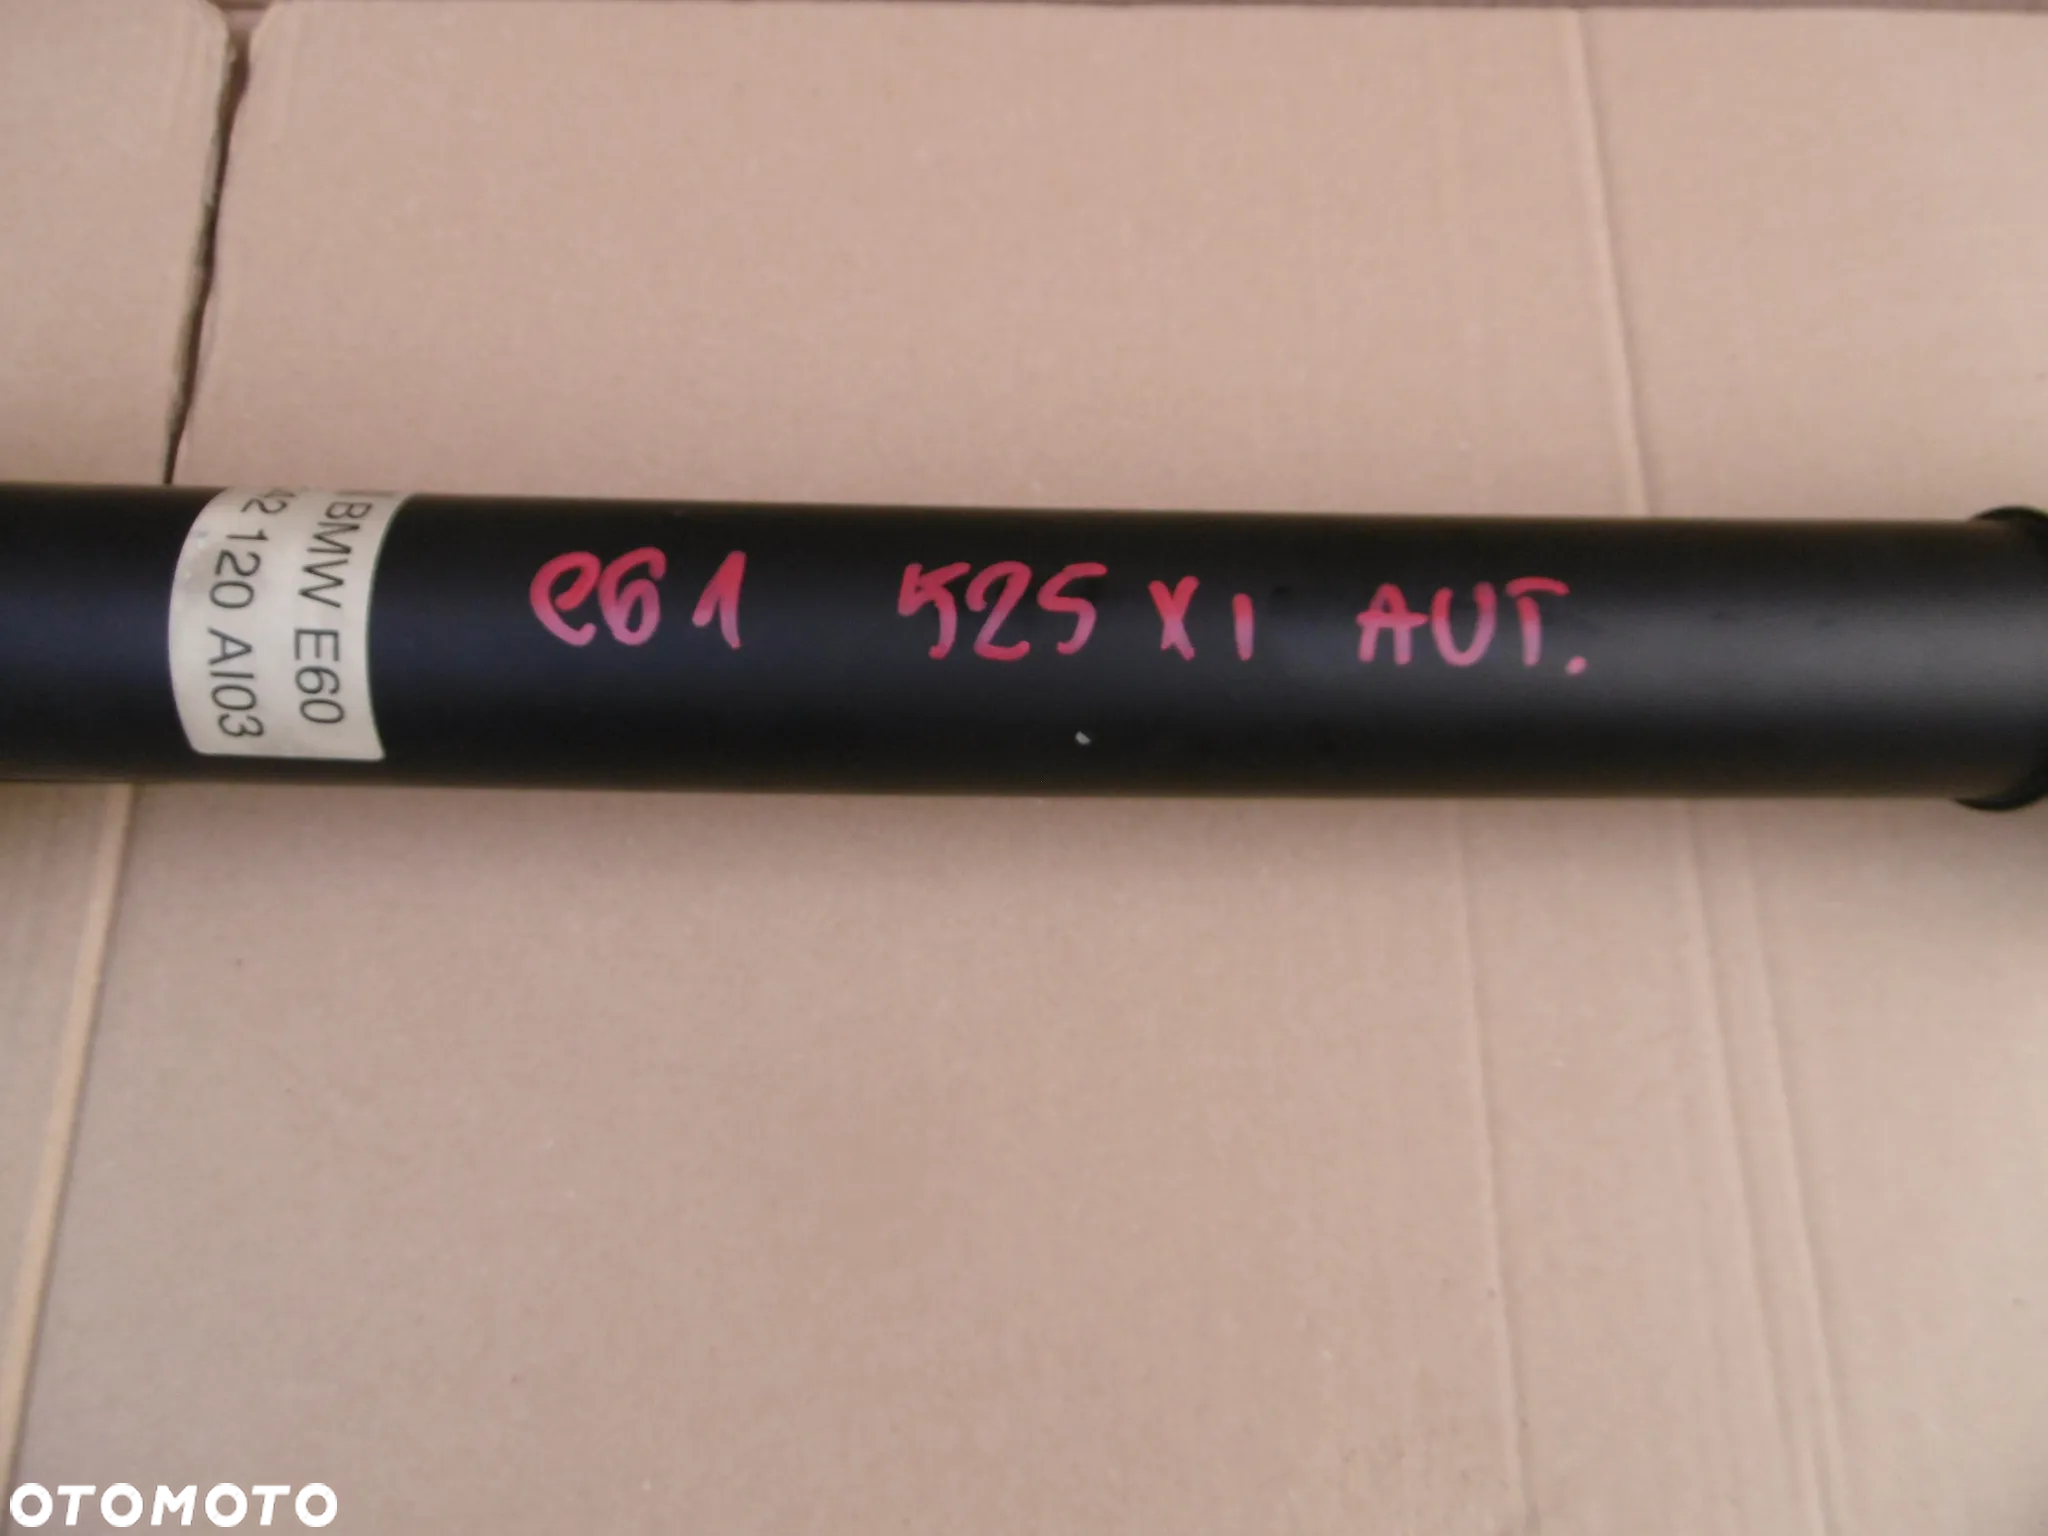 BMW E60
120 AI03
e61 525 XI AUT.
OTOMOTO